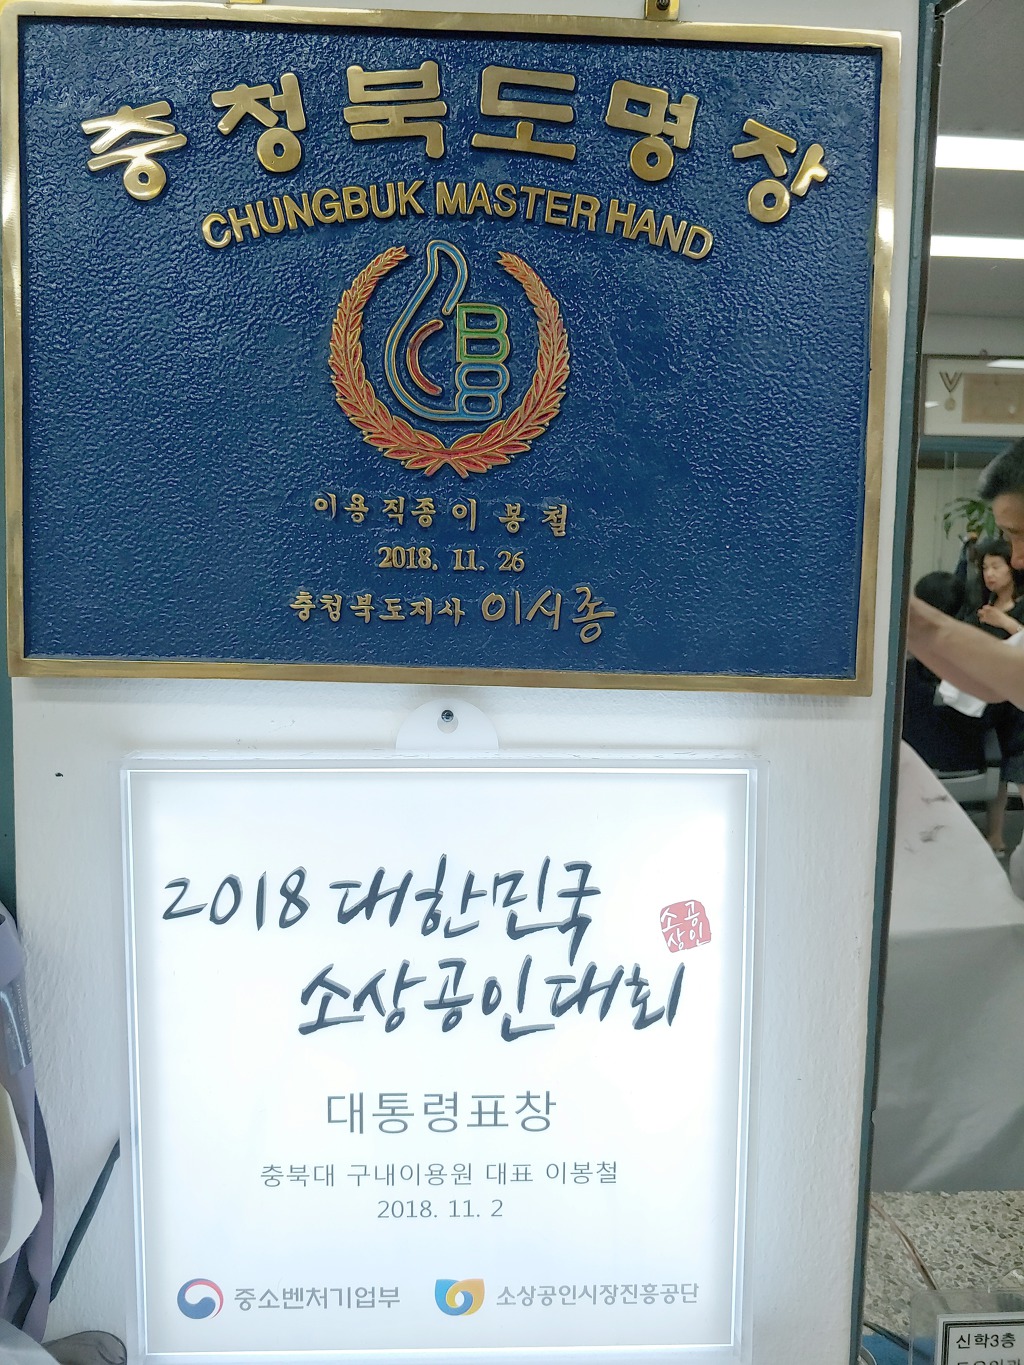 충청북도명장
CHUNGBUK MASTER HAND
CB
이용직종 이봉철
2018. 11. 26
충청북도지사 이시종
2018 대한민국
소상공인대회
소상공인
대통령표창
충북대 구내이용원 대표 이봉철
2018. 11. 2
중소벤처기업부
소상공인시장진흥공단
신학3층